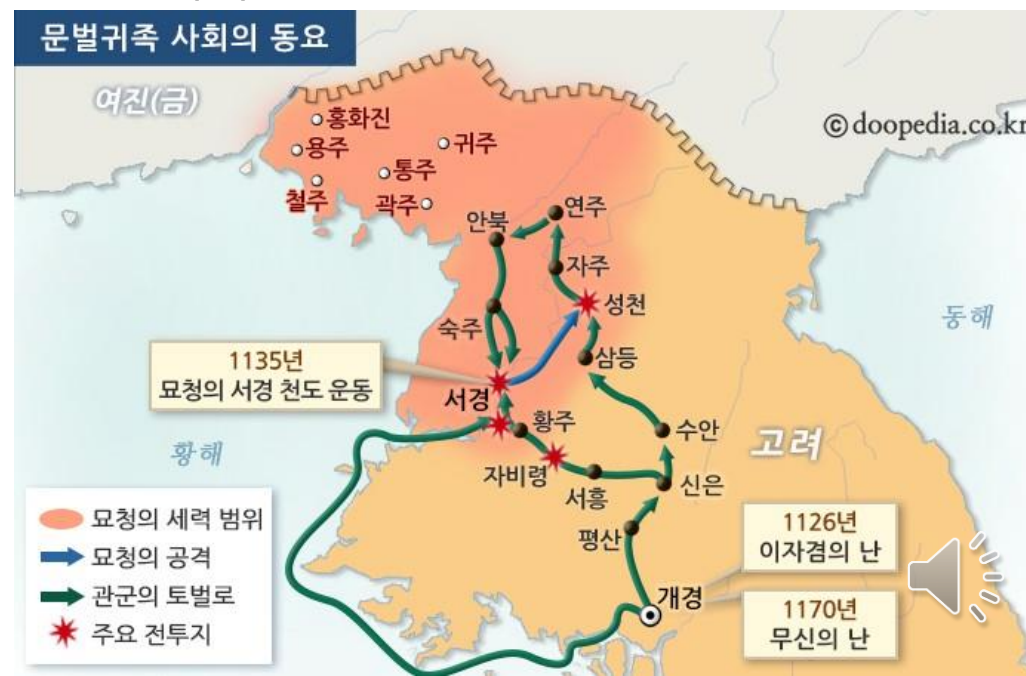 문벌귀족 사회의 동요
여진(금)
ⓒ doopedia.co.kr
홍화진
용주
귀주
통주
철주
곽주
안북
연주
자주
성천
동해
숙주
삼등
1135년
묘청의 서경 천도 운동
서경
황주
수안
고려
황해
자비령
서흥
신은
평산
묘청의 세력 범위
묘청의 공격
관군의 토벌로
주요 전투지
1126년
이자겸의 난
개경
1170년
무신의 난